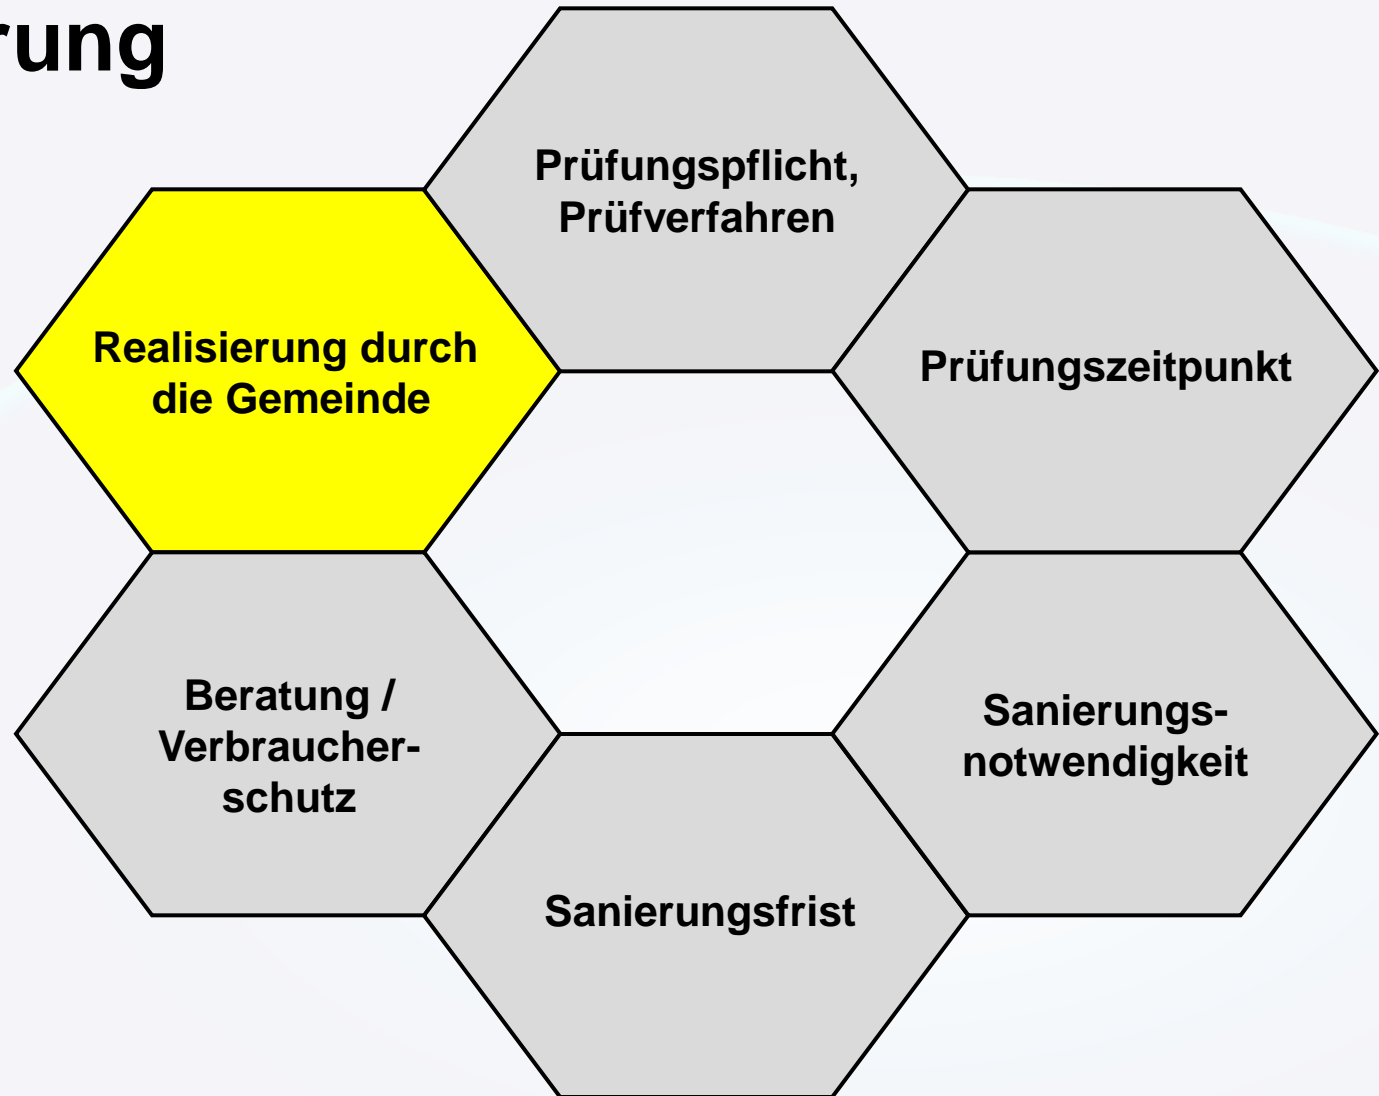 rung
Prüfungspflicht,
Prüfverfahren
Realisierung durch
die Gemeinde
Prüfungszeitpunkt
Beratung /
Verbraucher-
schutz
Sanierungs-
notwendigkeit
Sanierungsfrist